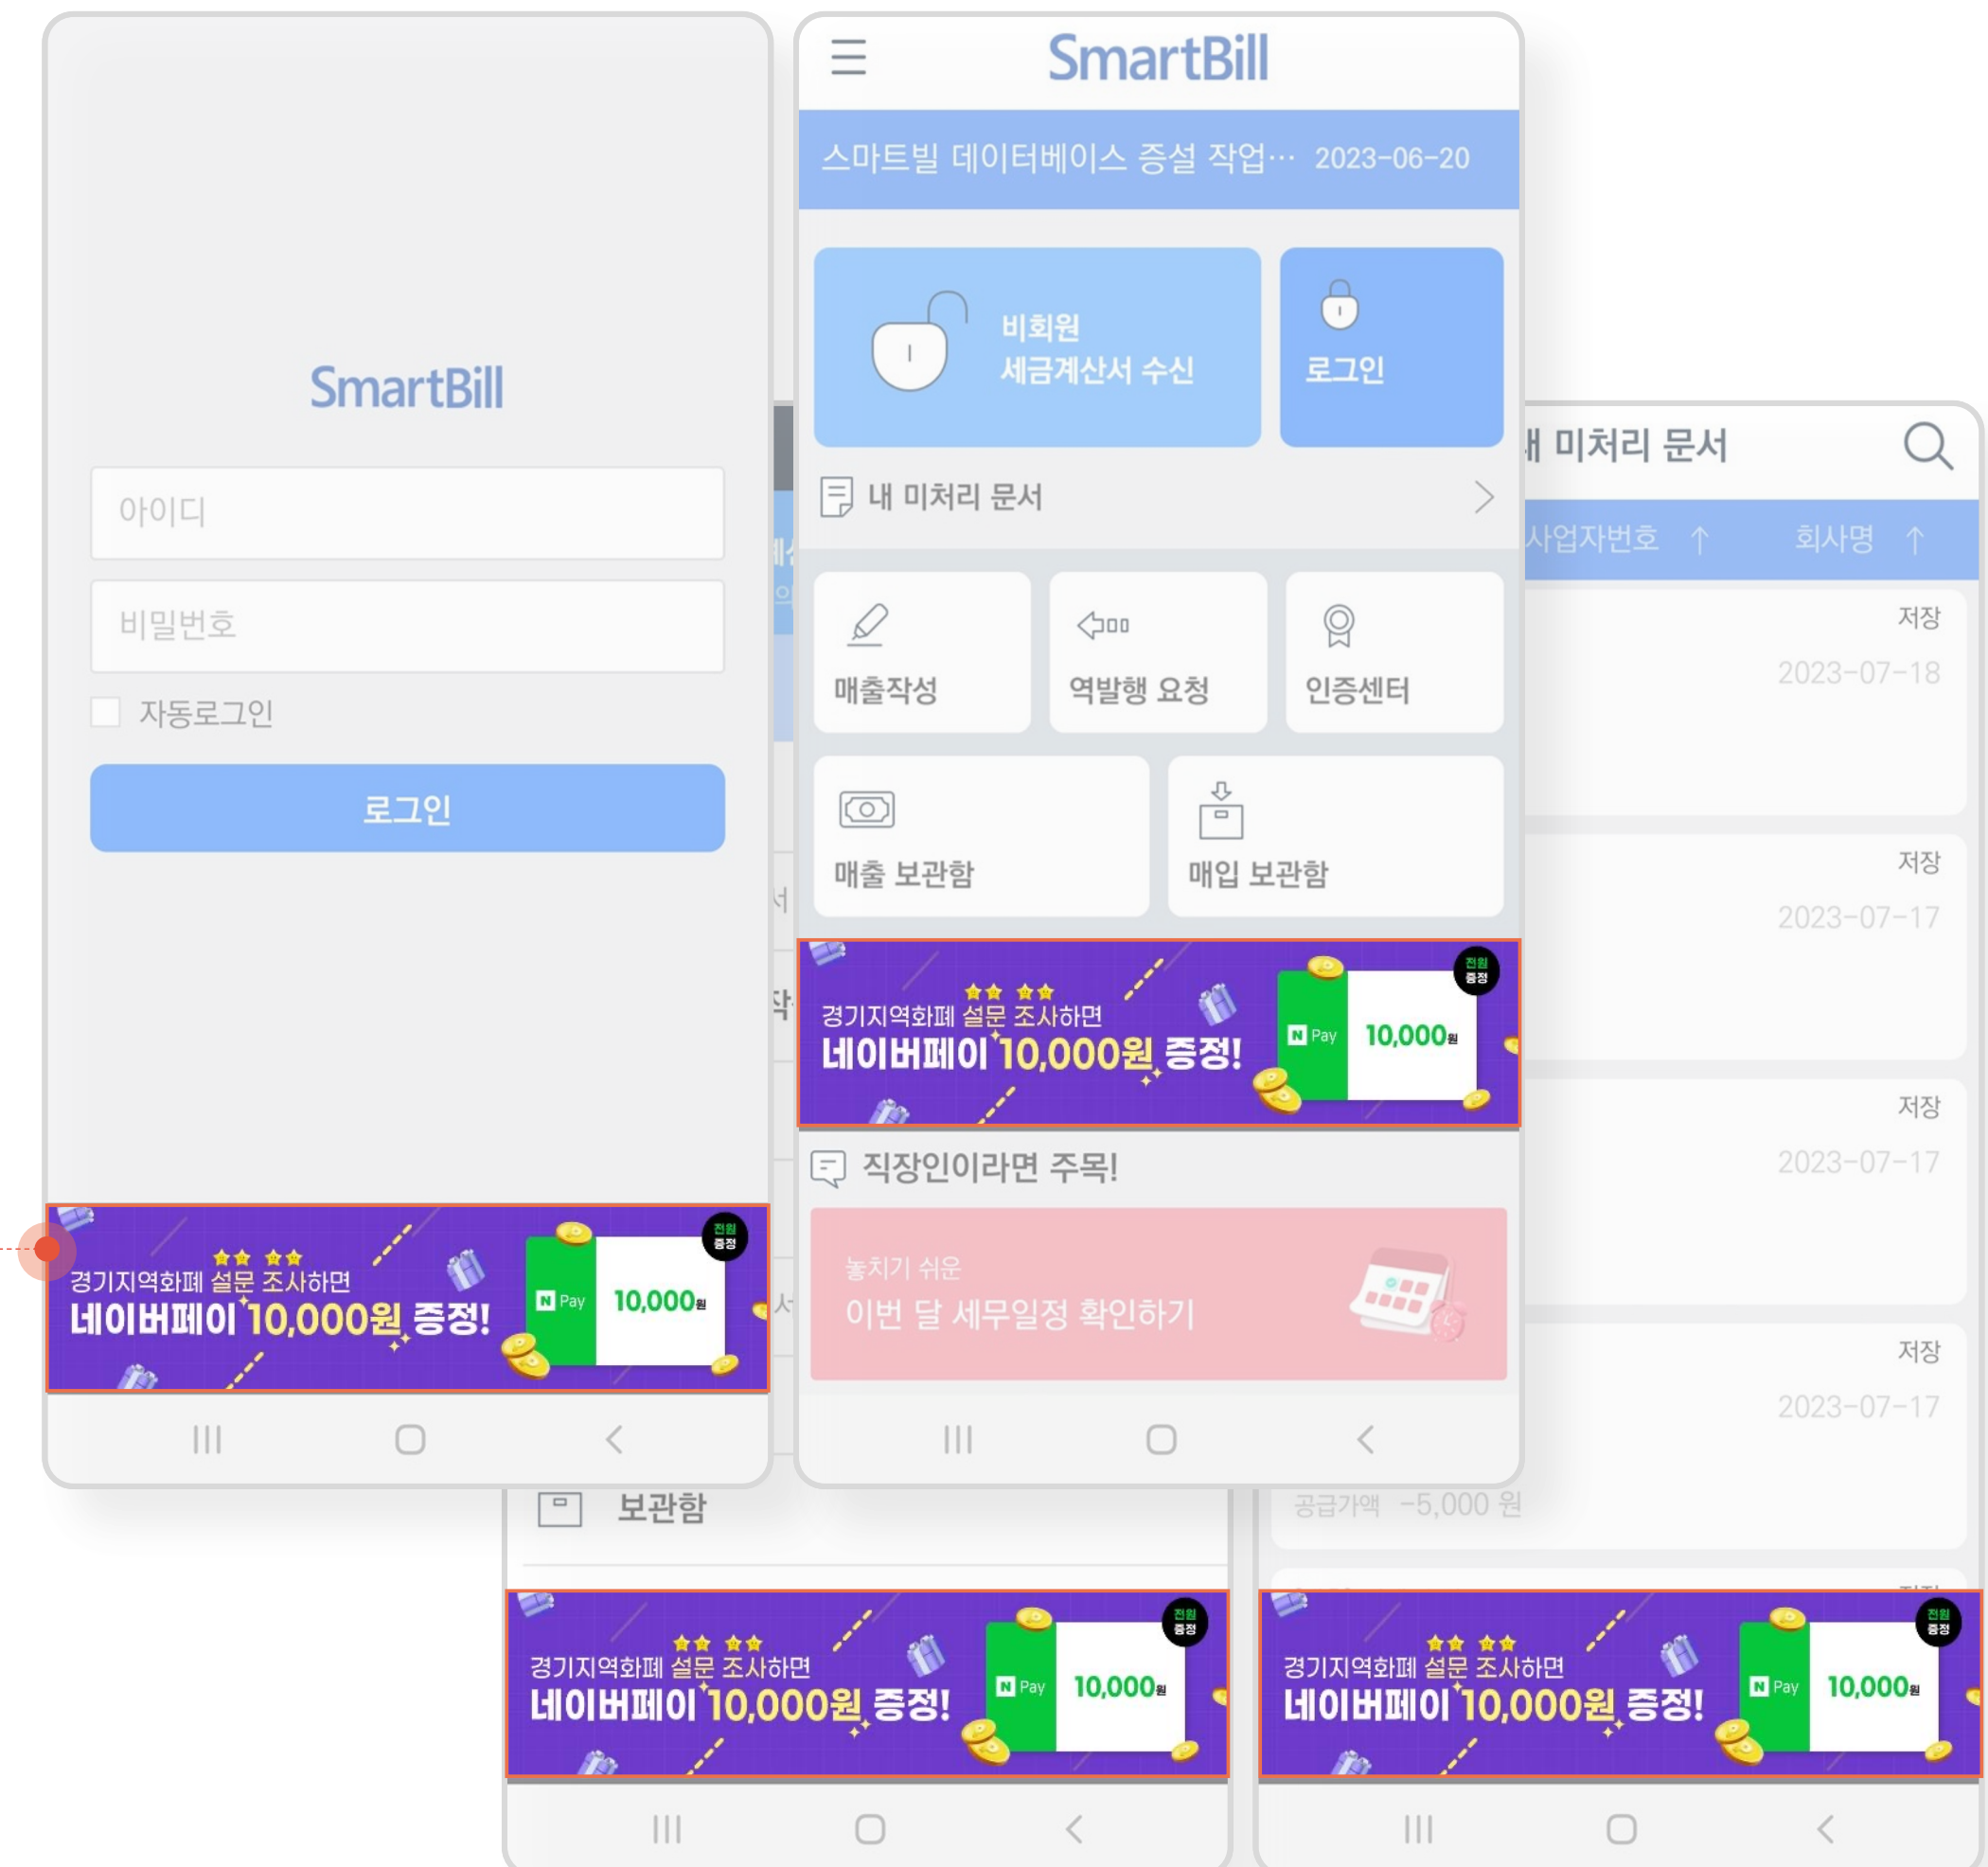 SmartBill
아이디
비밀번호
자동로그인
로그인
경기지역화폐 설문 조사하면
네이버페이 10,000원 증정!
N Pay
10,000원
전원
증정
SmartBill
스마트빌 데이터베이스 증설 작업… 2023-06-20
비회원
세금계산서 수신
로그인
내 미처리 문서
매출작성
역발행 요청
인증센터
매출 보관함
매입 보관함
경기지역화폐 설문 조사하면
네이버페이 10,000원 증정!
N Pay
10,000원
전원
증정
직장인이라면 주목!
놓치기 쉬운
이번 달 세무일정 확인하기
보관함
경기지역화폐 설문 조사하면
네이버페이 10,000원 증정!
N Pay
10,000원
전원
증정
내 미처리 문서
사업자번호 ↑ 회사명 ↑
저장
2023-07-18
저장
2023-07-17
저장
2023-07-17
저장
2023-07-17
공급가액 -5,000 원
경기지역화폐 설문 조사하면
네이버페이 10,000원 증정!
N Pay
10,000원
전원
증정